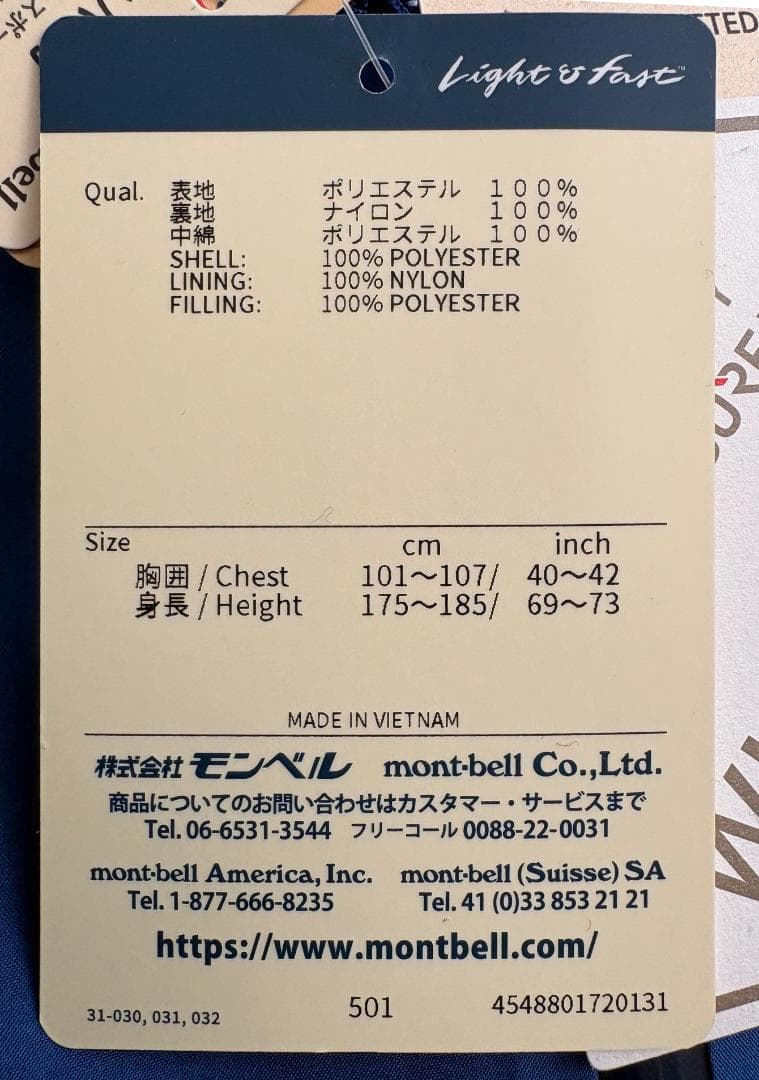 Light & Fast™
Qual. 表地 ポリエステル １００％
裏地 ナイロン １００％
中綿 ポリエステル １００％
SHELL: 100% POLYESTER
LINING: 100% NYLON
FILLING: 100% POLYESTER
Size cm inch
胸囲 / Chest 101～107/ 40～42
身長 / Height 175～185/ 69～73
MADE IN VIETNAM
株式会社 モンベル mont-bell Co.,Ltd.
商品についてのお問い合わせはカスタマー・サービスまで
Tel. 06-6531-3544 フリーコール 0088-22-0031
mont-bell America, Inc. mont-bell (Suisse) SA
Tel. 1-877-666-8235 Tel. 41 (0)33 853 21 21
https://www.montbell.com/
31-030, 031, 032 501 4548801720131